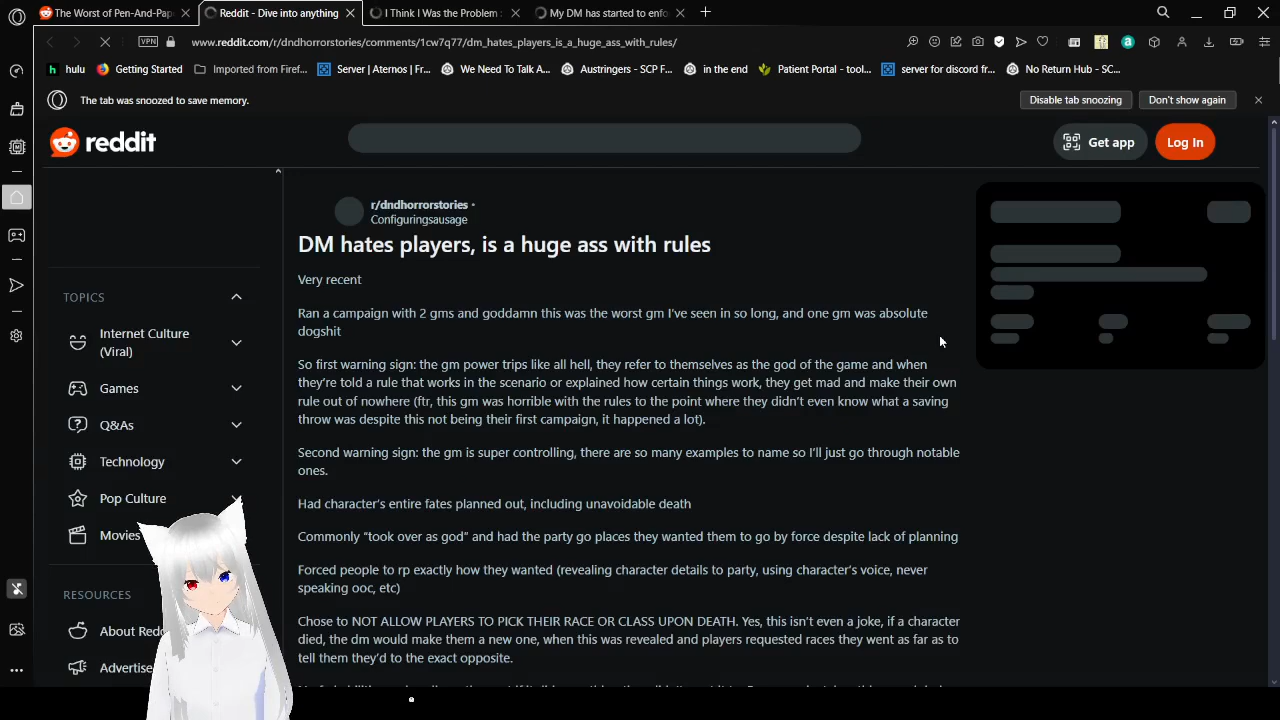 The Worst of Pen-And-Pap
Reddit - Dive into anything
I Think I Was the Problem
My DM has started to enfo
VPN
www.reddit.com/r/dndhorrorstories/comments/1cw7q77/dm_hates_players_is_a_huge_ass_with_rules/
hulu
Getting Started
Imported from Firef...
Server | Aternos | Fr...
We Need To Talk A...
Austringers - SCP F...
in the end
Patient Portal - tool...
server for discord fr...
No Return Hub - SC...
The tab was snoozed to save memory.
Disable tab snoozing
Don't show again
reddit
Get app
Log In
r/dndhorrorstories •
Configuringsausage
DM hates players, is a huge ass with rules
Very recent
Ran a campaign with 2 gms and goddamn this was the worst gm I've seen in so long, and one gm was absolute
dogshit
So first warning sign: the gm power trips like all hell, they refer to themselves as the god of the game and when
they're told a rule that works in the scenario or explained how certain things work, they get mad and make their own
rule out of nowhere (ftr, this gm was horrible with the rules to the point where they didn't even know what a saving
throw was despite this not being their first campaign, it happened a lot).
Second warning sign: the gm is super controlling, there are so many examples to name so I'll just go through notable
ones.
Had character's entire fates planned out, including unavoidable death
Commonly "took over as god" and had the party go places they wanted them to go by force despite lack of planning
Forced people to rp exactly how they wanted (revealing character details to party, using character's voice, never
speaking ooc, etc)
Chose to NOT ALLOW PLAYERS TO PICK THEIR RACE OR CLASS UPON DEATH. Yes, this isn't even a joke, if a character
died, the dm would make them a new one, when this was revealed and players requested races they went as far as to
tell them they'd to the exact opposite.
TOPICS
Internet Culture
(Viral)
Games
Q&As
Technology
Pop Culture
Movies
RESOURCES
About Redd
Advertise